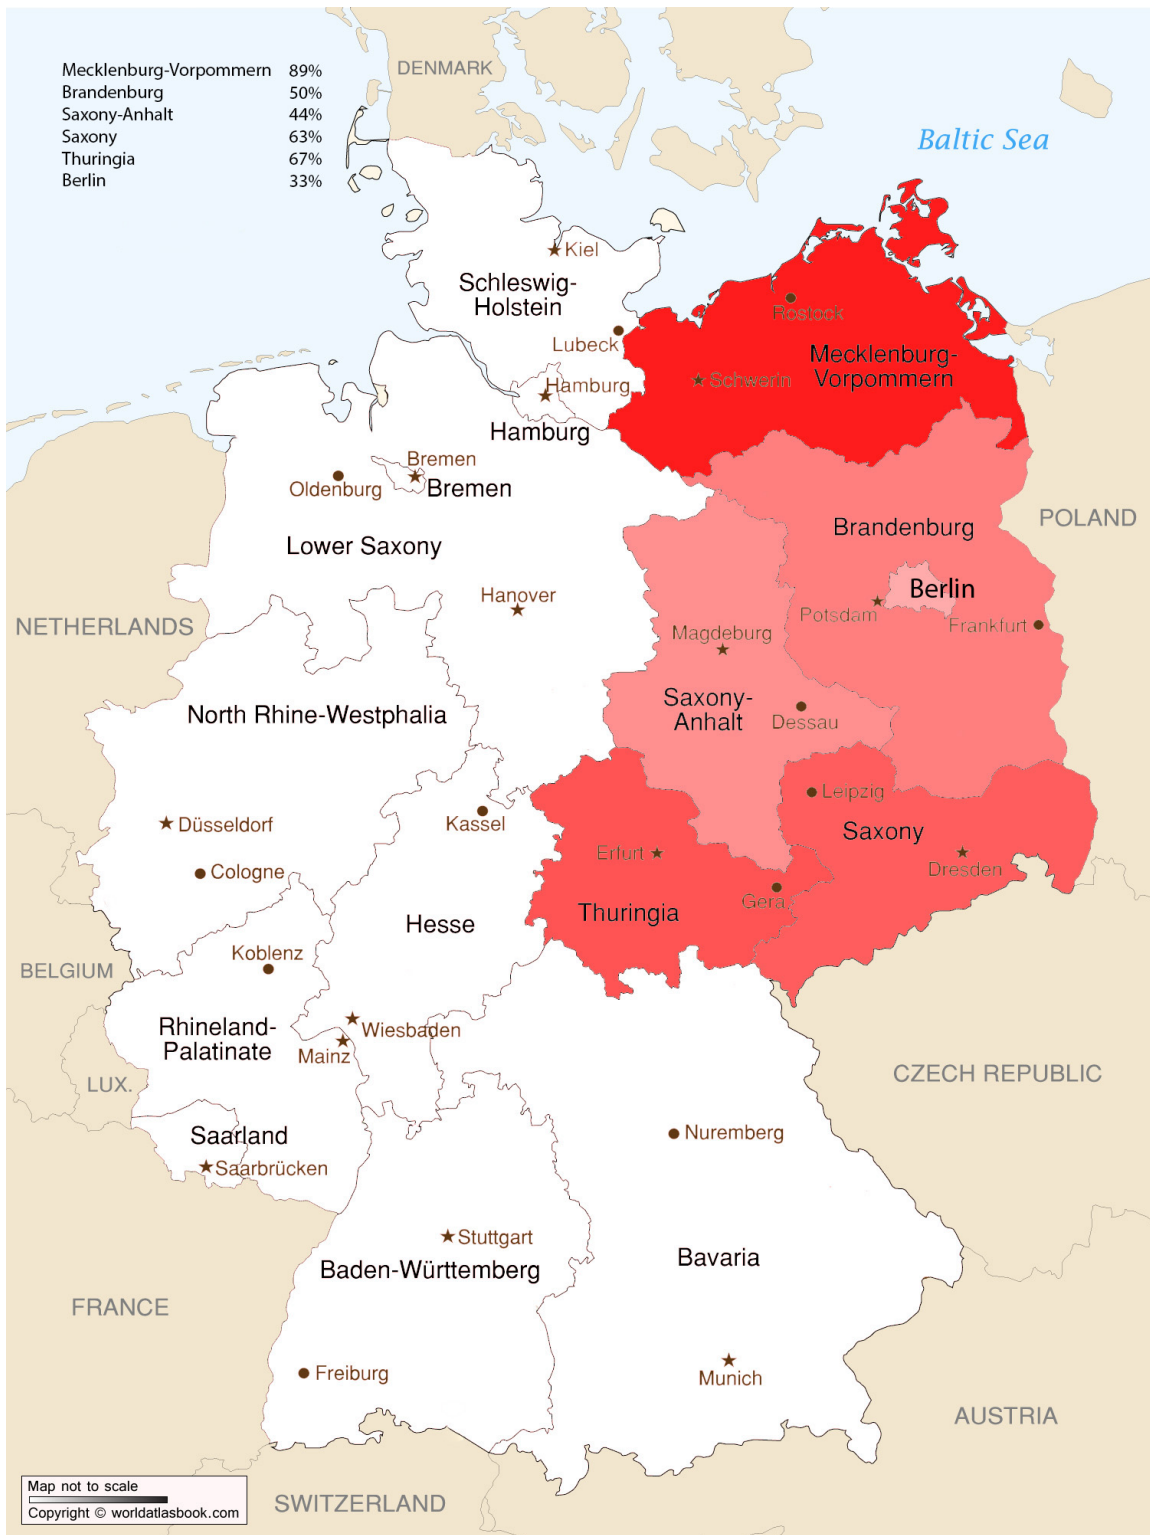 Mecklenburg-Vorpommern 89%
Brandenburg 50%
Saxony-Anhalt 44%
Saxony 63%
Thuringia 67%
Berlin 33%
DENMARK
Baltic Sea
Kiel
Schleswig-
Holstein
Rostock
Lubeck
Mecklenburg-
Vorpommern
Schwerin
Hamburg
Hamburg
Bremen
Bremen
Oldenburg
POLAND
Brandenburg
Lower Saxony
Berlin
Hanover
Potsdam
Frankfurt
NETHERLANDS
Magdeburg
Saxony-
Anhalt
North Rhine-Westphalia
Dessau
Leipzig
Kassel
Düsseldorf
Saxony
Erfurt
Dresden
Cologne
Gera
Thuringia
Hesse
Koblenz
BELGIUM
Rhineland-
Palatinate
Wiesbaden
Mainz
CZECH REPUBLIC
LUX.
Saarland
Nuremberg
Saarbrücken
Stuttgart
Bavaria
Baden-Württemberg
FRANCE
Freiburg
Munich
AUSTRIA
Map not to scale
SWITZERLAND
Copyright © worldatlasbook.com